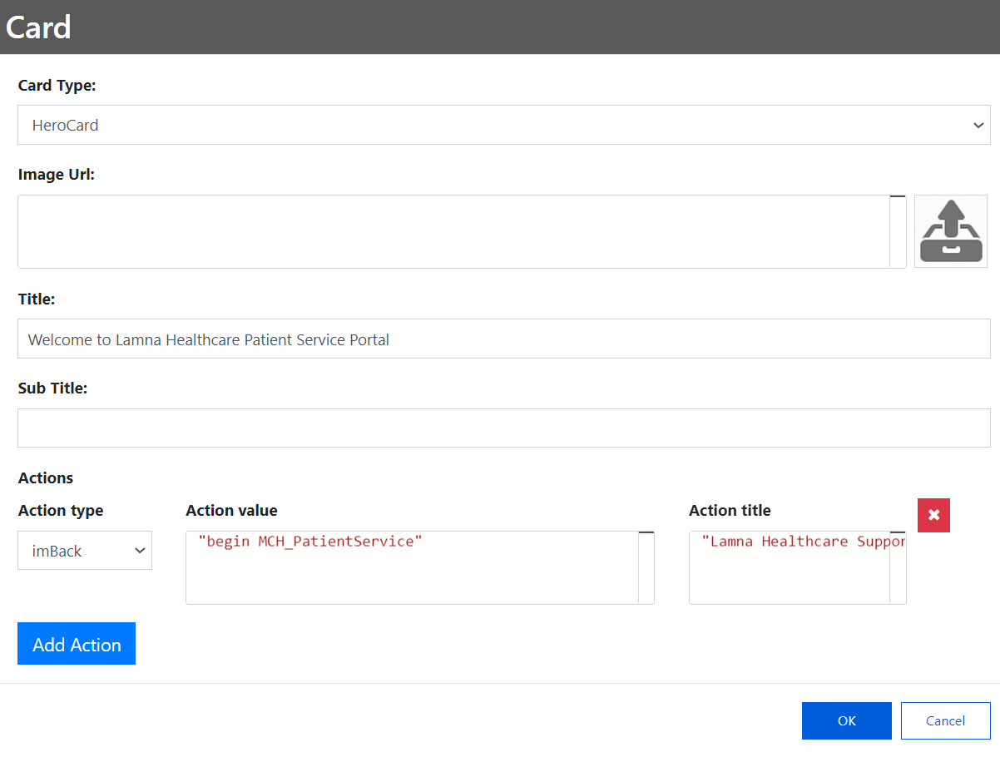 Card
Card Type:
HeroCard
Image Url:
Title:
Welcome to Lamna Healthcare Patient Service Portal
Sub Title:
Actions
Action type Action value Action title
imBack "begin MCH_PatientService" "Lamna Healthcare Suppor
Add Action
OK Cancel